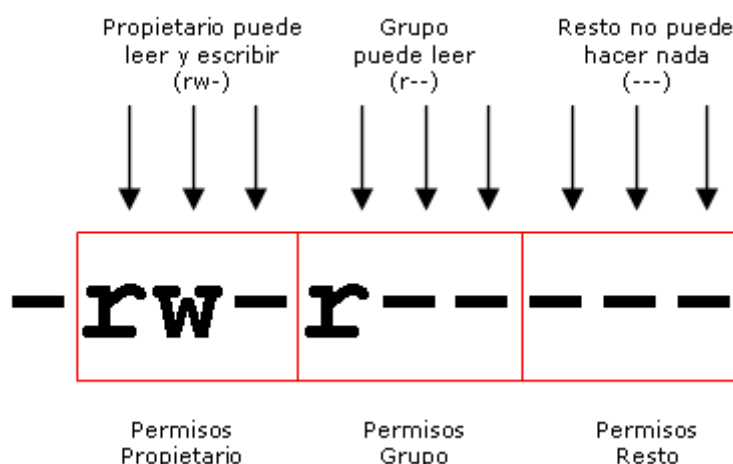 Propietario puede
leer y escribir
(rw-)
Grupo
puede leer
(r--)
Resto no puede
hacer nada
(---)
-rw-r-----
Permisos
Propietario
Permisos
Grupo
Permisos
Resto